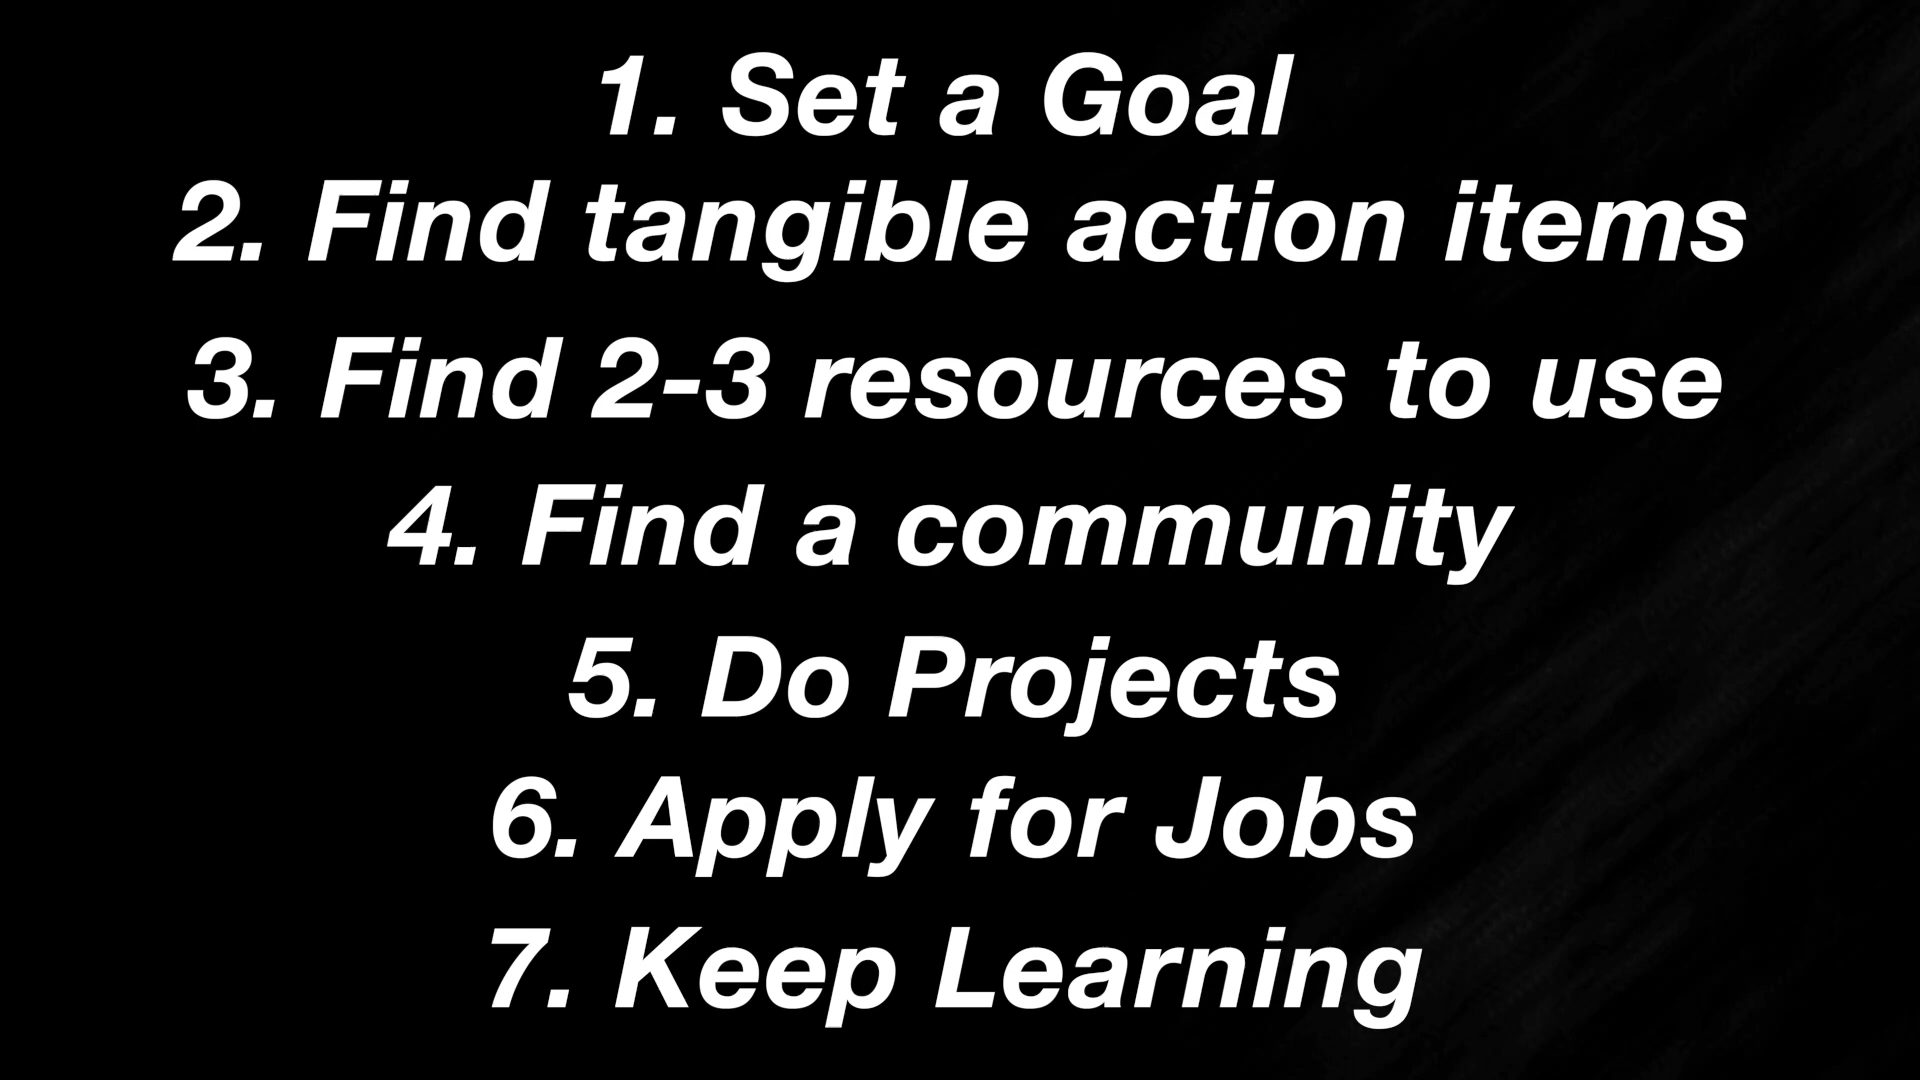 1. Set a Goal
2. Find tangible action items
3. Find 2-3 resources to use
4. Find a community
5. Do Projects
6. Apply for Jobs
7. Keep Learning